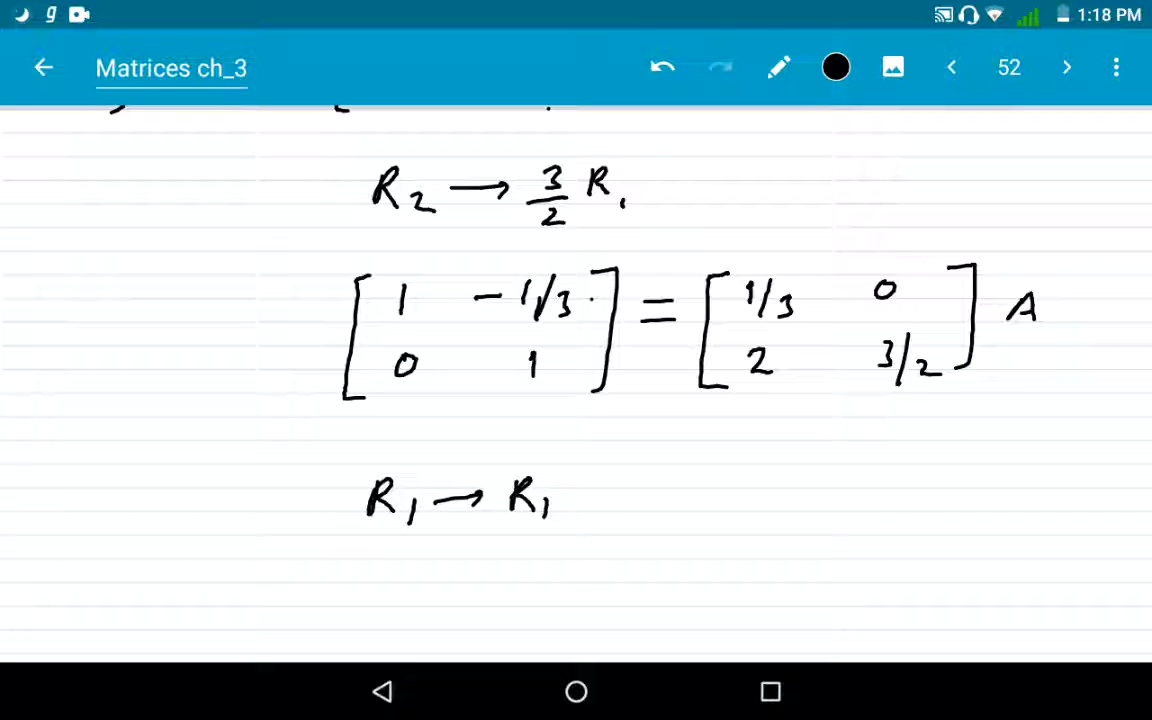 g 1:18 PM
Matrices ch_3 52
R₂ → 3/2 R₁
[1 -1/3 = [1/3 0 A
0 1] 2 3/2]
R₁ → R₁